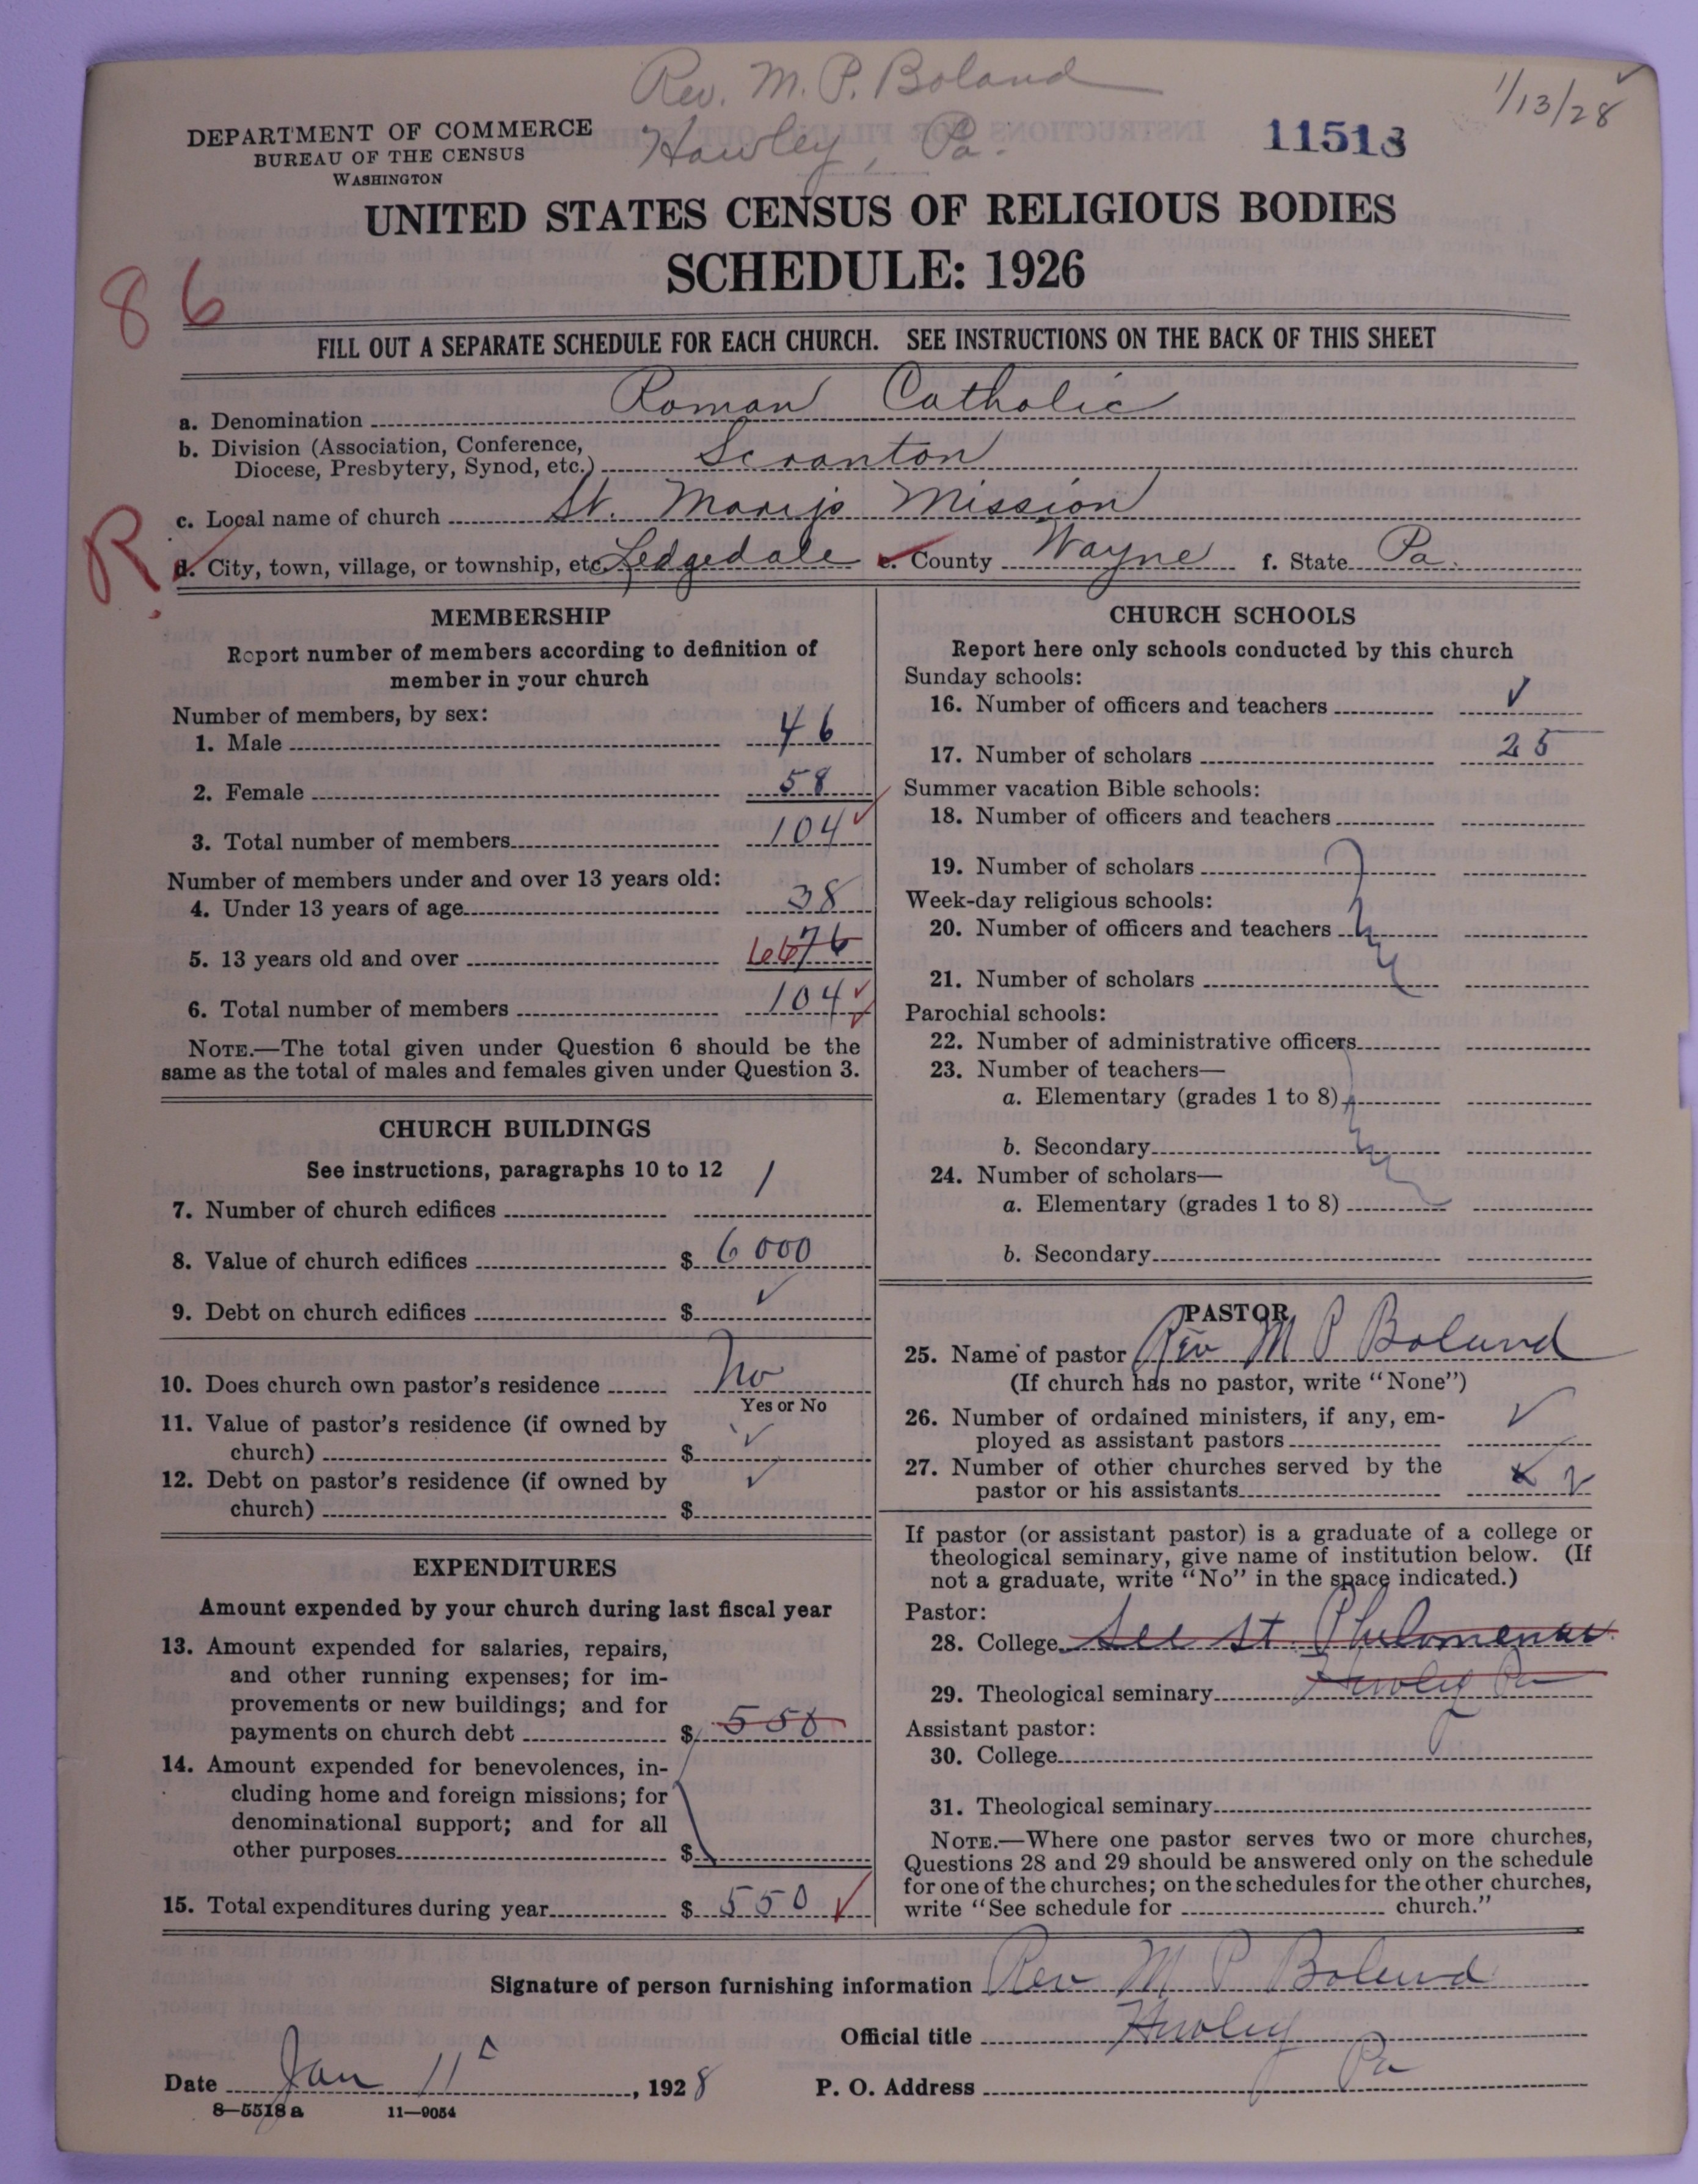 Rev. M. P. Boland
Hawley, Pa.
1/13/28
11513
DEPARTMENT OF COMMERCE
BUREAU OF THE CENSUS
WASHINGTON
UNITED STATES CENSUS OF RELIGIOUS BODIES
SCHEDULE: 1926
86
FILL OUT A SEPARATE SCHEDULE FOR EACH CHURCH. SEE INSTRUCTIONS ON THE BACK OF THIS SHEET
a. Denomination Roman Catholic
b. Division (Association, Conference,
Diocese, Presbytery, Synod, etc.) Scranton
c. Local name of church St. Mary's Mission
R.
d. City, town, village, or township, etc. Ledgedale e. County Wayne f. State Pa.
MEMBERSHIP
Report number of members according to definition of
member in your church
Number of members, by sex:
1. Male 46
2. Female 58
3. Total number of members 104 ✓
Number of members under and over 13 years old:
4. Under 13 years of age 38
5. 13 years old and over 66 76
6. Total number of members 104 ✓
NOTE.—The total given under Question 6 should be the
same as the total of males and females given under Question 3.
CHURCH BUILDINGS
See instructions, paragraphs 10 to 12
7. Number of church edifices 1
8. Value of church edifices $ 6000
9. Debt on church edifices $ ✓
10. Does church own pastor's residence No
Yes or No
11. Value of pastor's residence (if owned by
church) $ ✓
12. Debt on pastor's residence (if owned by
church) $ ✓
EXPENDITURES
Amount expended by your church during last fiscal year
13. Amount expended for salaries, repairs,
and other running expenses; for im-
provements or new buildings; and for
payments on church debt $ 550
14. Amount expended for benevolences, in-
cluding home and foreign missions; for
denominational support; and for all
other purposes $
15. Total expenditures during year $ 550 ✓
CHURCH SCHOOLS
Report here only schools conducted by this church
Sunday schools:
16. Number of officers and teachers ✓
17. Number of scholars 25
Summer vacation Bible schools:
18. Number of officers and teachers
19. Number of scholars
Week-day religious schools:
20. Number of officers and teachers
21. Number of scholars
Parochial schools:
22. Number of administrative officers
23. Number of teachers—
a. Elementary (grades 1 to 8)
b. Secondary
24. Number of scholars—
a. Elementary (grades 1 to 8)
b. Secondary
PASTOR
25. Name of pastor Rev M P Boland
(If church has no pastor, write "None")
26. Number of ordained ministers, if any, em-
ployed as assistant pastors ✓
27. Number of other churches served by the
pastor or his assistants 2
If pastor (or assistant pastor) is a graduate of a college or
theological seminary, give name of institution below. (If
not a graduate, write "No" in the space indicated.)
Pastor:
28. College See St. Philomenas
29. Theological seminary Hawley Pa
Assistant pastor:
30. College
31. Theological seminary
NOTE.—Where one pastor serves two or more churches,
Questions 28 and 29 should be answered only on the schedule
for one of the churches; on the schedules for the other churches,
write "See schedule for church."
Signature of person furnishing information Rev M P Boland
Official title Hawley
Date Jan 11, 1928 P. O. Address Pa
8—5518 a 11—9054